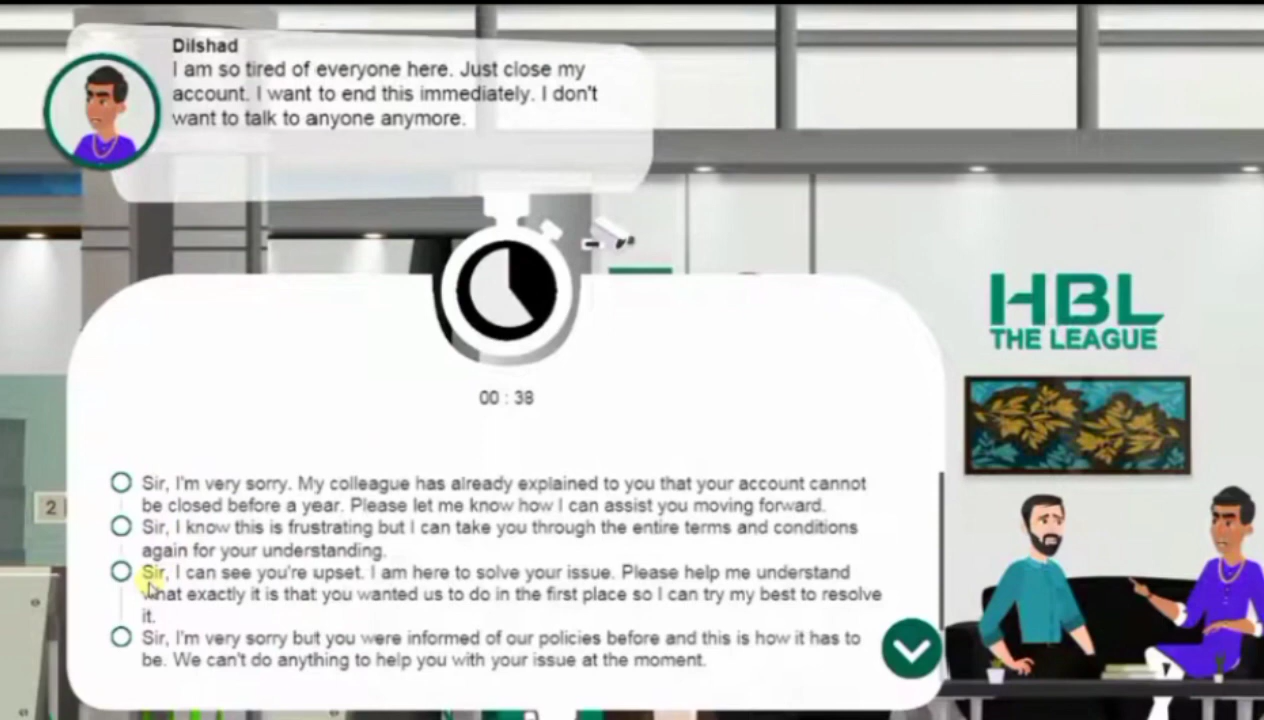 Dilshad
I am so tired of everyone here. Just close my
account. I want to end this immediately. I don't
want to talk to anyone anymore.
00 : 38
HBL
THE LEAGUE
2
Sir, I'm very sorry. My colleague has already explained to you that your account cannot
be closed before a year. Please let me know how I can assist you moving forward.
Sir, I know this is frustrating but I can take you through the entire terms and conditions
again for your understanding.
Sir, I can see you're upset. I am here to solve your issue. Please help me understand
what exactly it is that you wanted us to do in the first place so I can try my best to resolve
it.
Sir, I'm very sorry but you were informed of our policies before and this is how it has to
be. We can't do anything to help you with your issue at the moment.